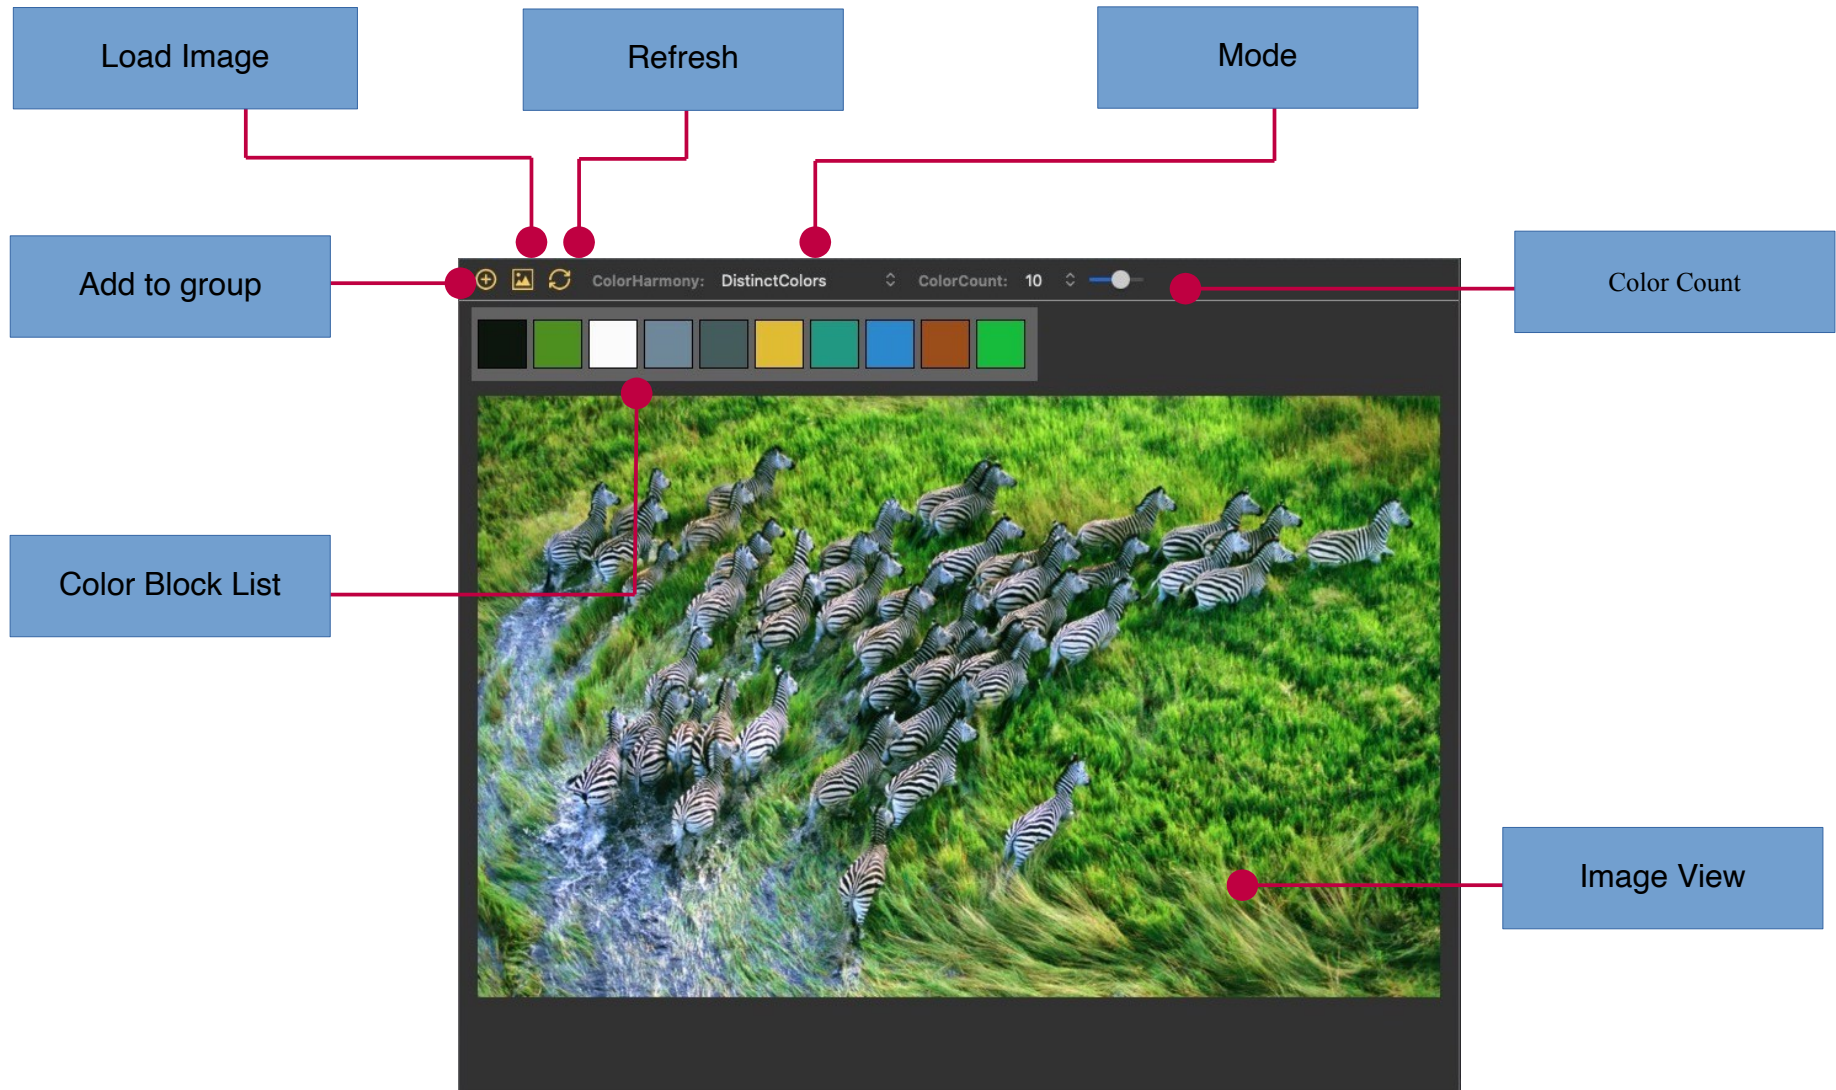 Load Image
Refresh
Mode
Add to group
ColorHarmony: DistinctColors ColorCount: 10
Color Count
Color Block List
Image View